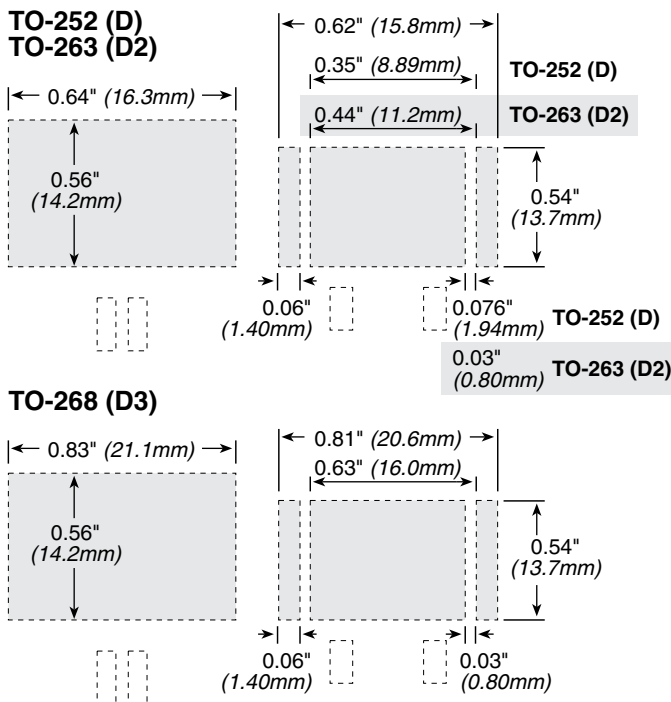 TO-252 (D)
TO-263 (D2)
0.62" (15.8mm)
0.35" (8.89mm)
TO-252 (D)
0.64" (16.3mm)
0.44" (11.2mm)
TO-263 (D2)
0.56"
(14.2mm)
0.54"
(13.7mm)
0.06"
(1.40mm)
0.076"
(1.94mm)
TO-252 (D)
0.03"
(0.80mm)
TO-263 (D2)
TO-268 (D3)
0.83" (21.1mm)
0.81" (20.6mm)
0.63" (16.0mm)
0.56"
(14.2mm)
0.54"
(13.7mm)
0.06"
(1.40mm)
0.03"
(0.80mm)